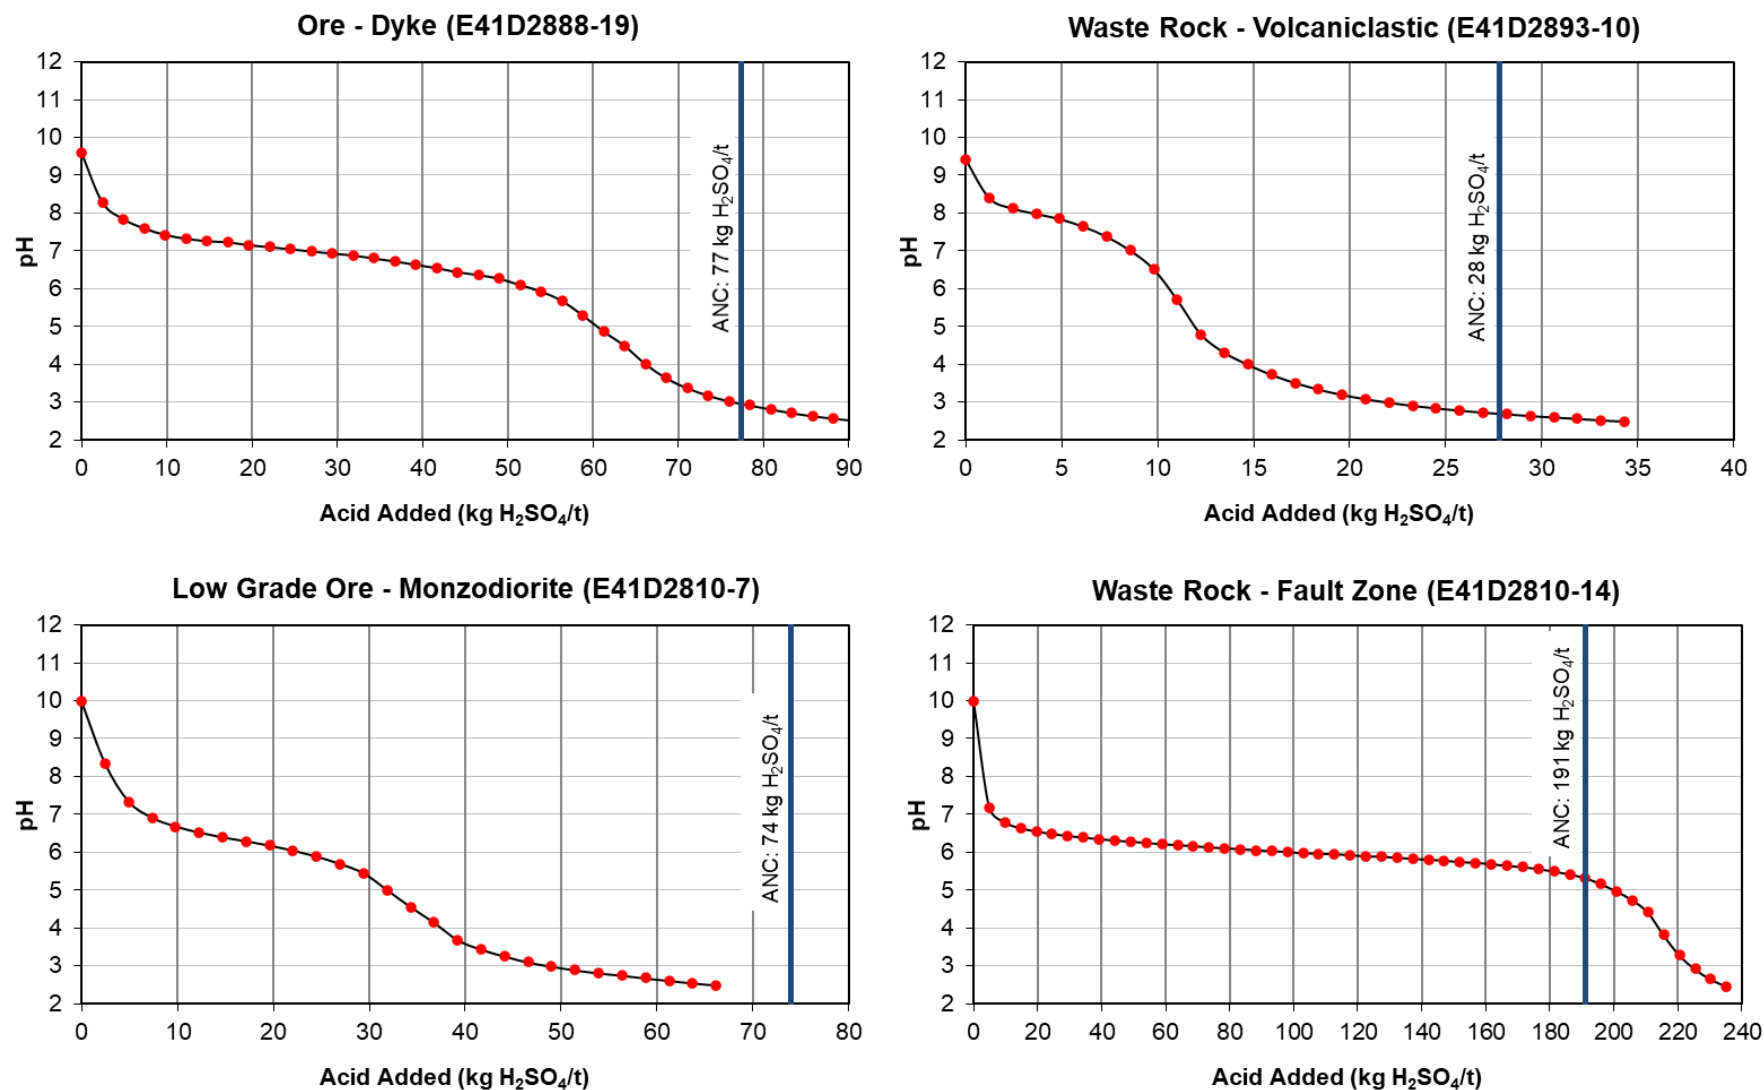 Ore - Dyke (E41D2888-19)
12
11
10
9
8
7
6
5
4
3
2
pH
ANC: 77 kg H₂SO₄/t
0 10 20 30 40 50 60 70 80 90
Acid Added (kg H₂SO₄/t)
Waste Rock - Volcaniclastic (E41D2893-10)
12
11
10
9
8
7
6
5
4
3
2
pH
ANC: 28 kg H₂SO₄/t
0 5 10 15 20 25 30 35 40
Acid Added (kg H₂SO₄/t)
Low Grade Ore - Monzodiorite (E41D2810-7)
12
11
10
9
8
7
6
5
4
3
2
pH
ANC: 74 kg H₂SO₄/t
0 10 20 30 40 50 60 70 80
Acid Added (kg H₂SO₄/t)
Waste Rock - Fault Zone (E41D2810-14)
12
11
10
9
8
7
6
5
4
3
2
pH
ANC: 191 kg H₂SO₄/t
0 20 40 60 80 100 120 140 160 180 200 220 240
Acid Added (kg H₂SO₄/t)